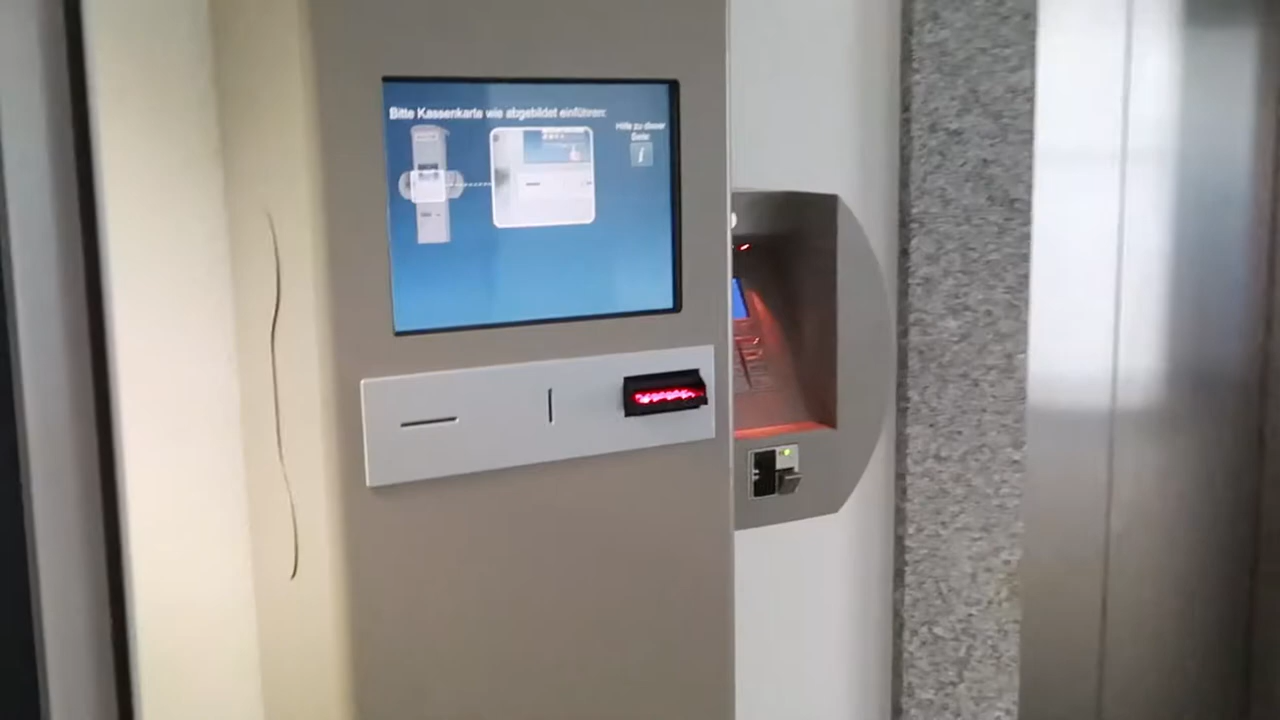 Bitte Kassenkarte wie abgebildet einführen:
Hilfe zu dieser
Seite:
i